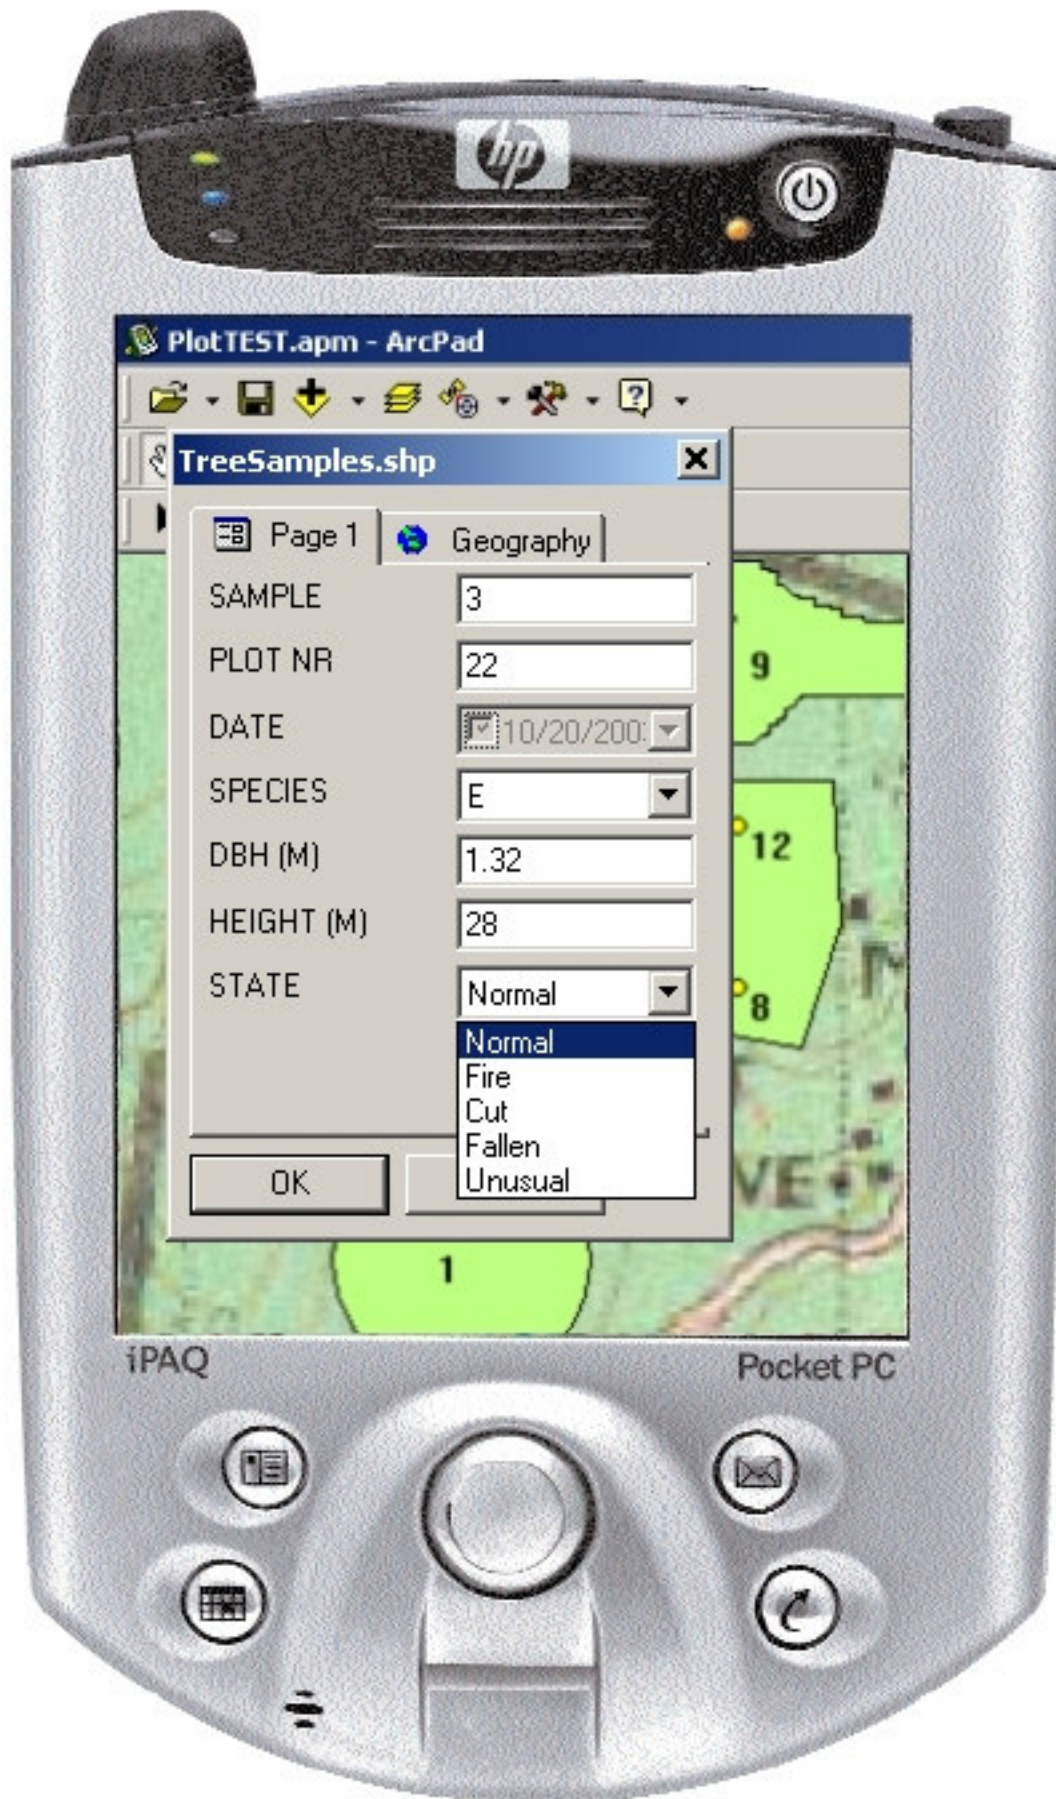 hp
PlotTEST.apm - ArcPad
?
TreeSamples.shp
Page 1 Geography
SAMPLE 3
PLOT NR 22
DATE 10/20/200
SPECIES E
DBH (M) 1.32
HEIGHT (M) 28
STATE Normal
Normal
Fire
Cut
Fallen
Unusual
OK
9
12
8
VE
1
iPAQ Pocket PC